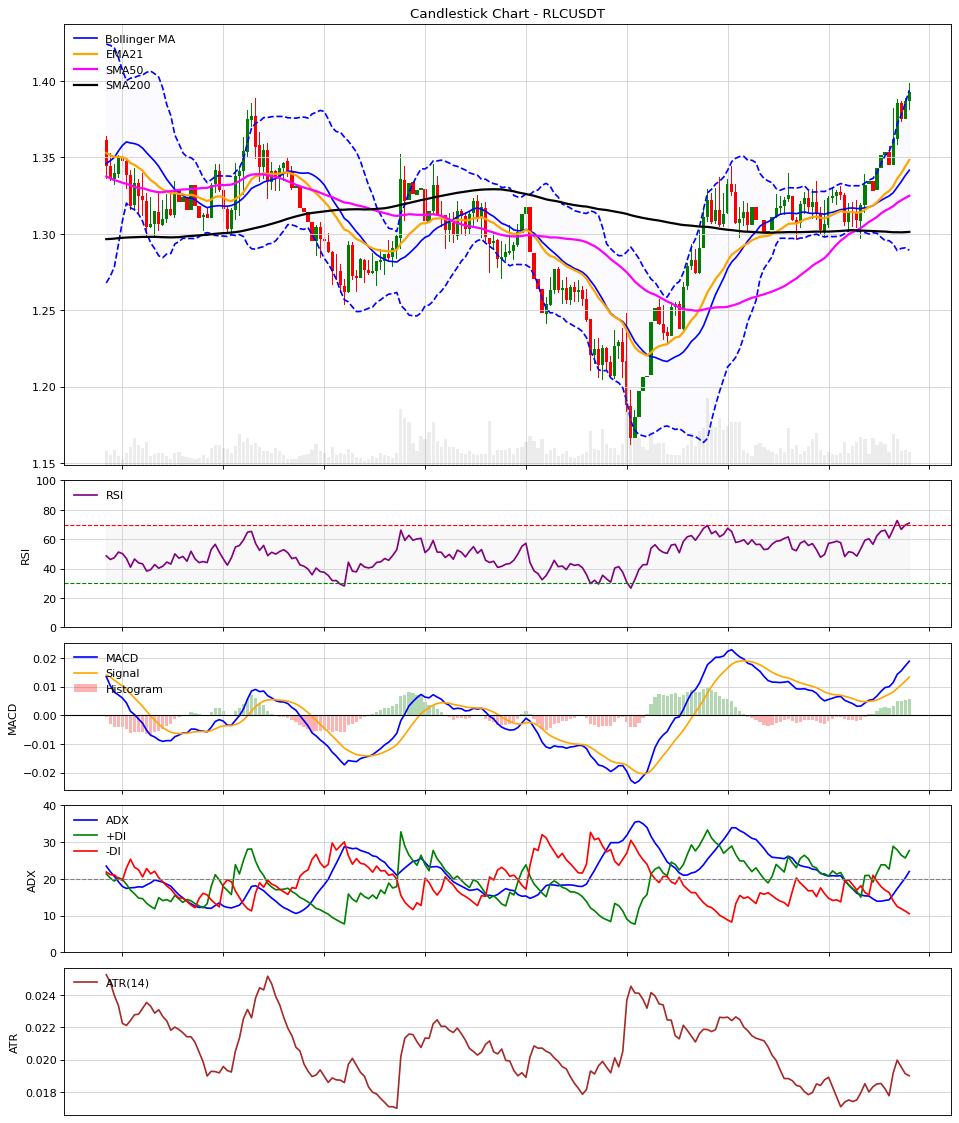 Candlestick Chart - RLCUSDT
Bollinger MA
EMA21
SMA50
SMA200
1.40
1.35
1.30
1.25
1.20
1.15
RSI
RSI
100
80
60
40
20
0
MACD
MACD
Signal
Histogram
0.02
0.01
0.00
−0.01
−0.02
ADX
ADX
+DI
-DI
40
30
20
10
0
ATR
ATR(14)
0.024
0.022
0.020
0.018